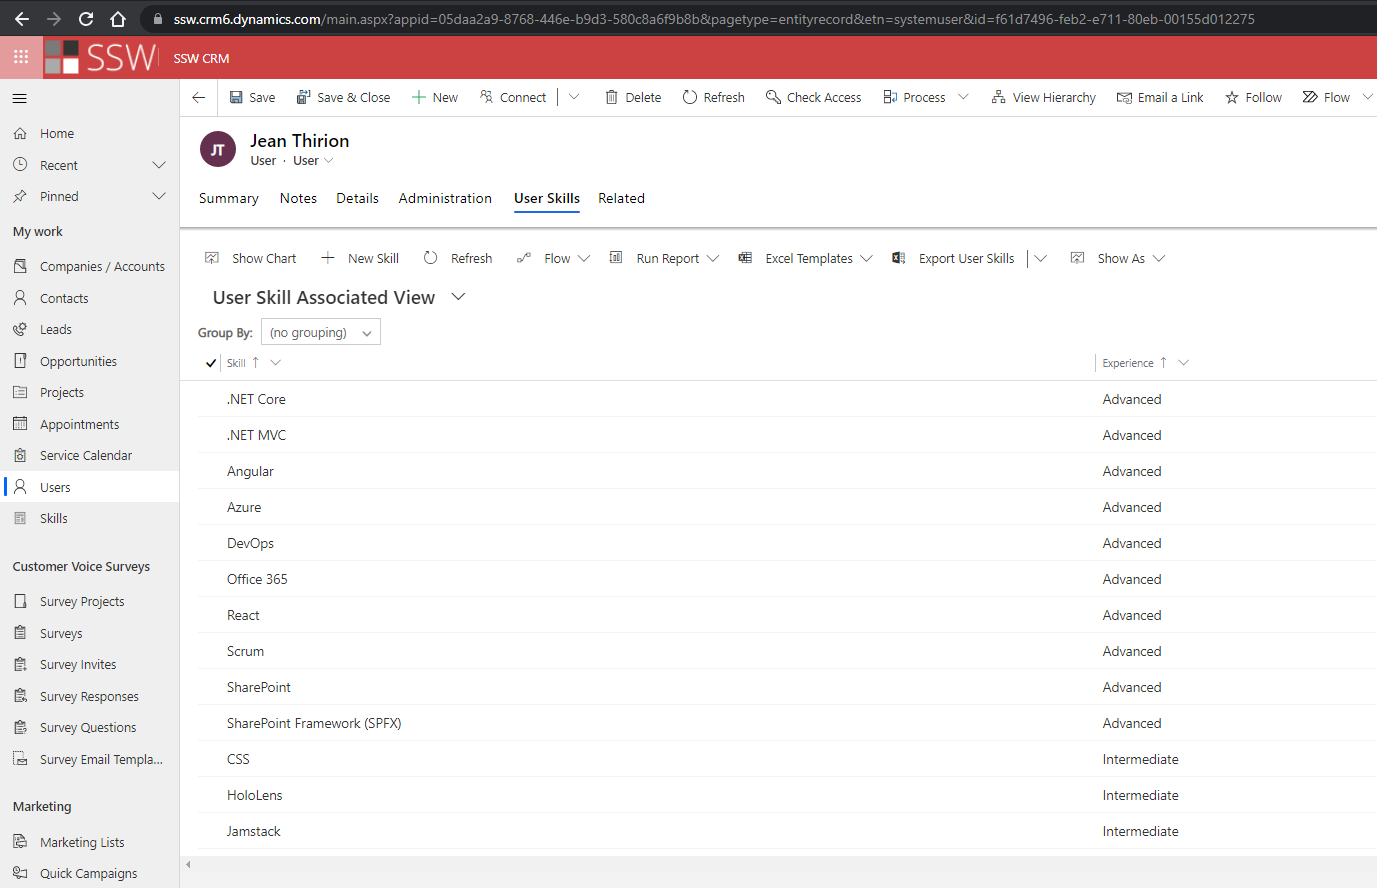 ssw.crm6.dynamics.com/main.aspx?appid=05daa2a9-8768-446e-b9d3-580c8a6f9b8b&pagetype=entityrecord&etn=systemuser&id=f61d7496-feb2-e711-80eb-00155d012275
SSW SSW CRM
Save Save & Close New Connect Delete Refresh Check Access Process View Hierarchy Email a Link Follow Flow
Home
Recent
Pinned
My work
Companies / Accounts
Contacts
Leads
Opportunities
Projects
Appointments
Service Calendar
Users
Skills
Customer Voice Surveys
Survey Projects
Surveys
Survey Invites
Survey Responses
Survey Questions
Survey Email Templa...
Marketing
Marketing Lists
Quick Campaigns
JT
Jean Thirion
User · User
Summary Notes Details Administration User Skills Related
Show Chart New Skill Refresh Flow Run Report Excel Templates Export User Skills Show As
User Skill Associated View
Group By: (no grouping)
Skill ↑ Experience ↑
.NET Core Advanced
.NET MVC Advanced
Angular Advanced
Azure Advanced
DevOps Advanced
Office 365 Advanced
React Advanced
Scrum Advanced
SharePoint Advanced
SharePoint Framework (SPFX) Advanced
CSS Intermediate
HoloLens Intermediate
Jamstack Intermediate